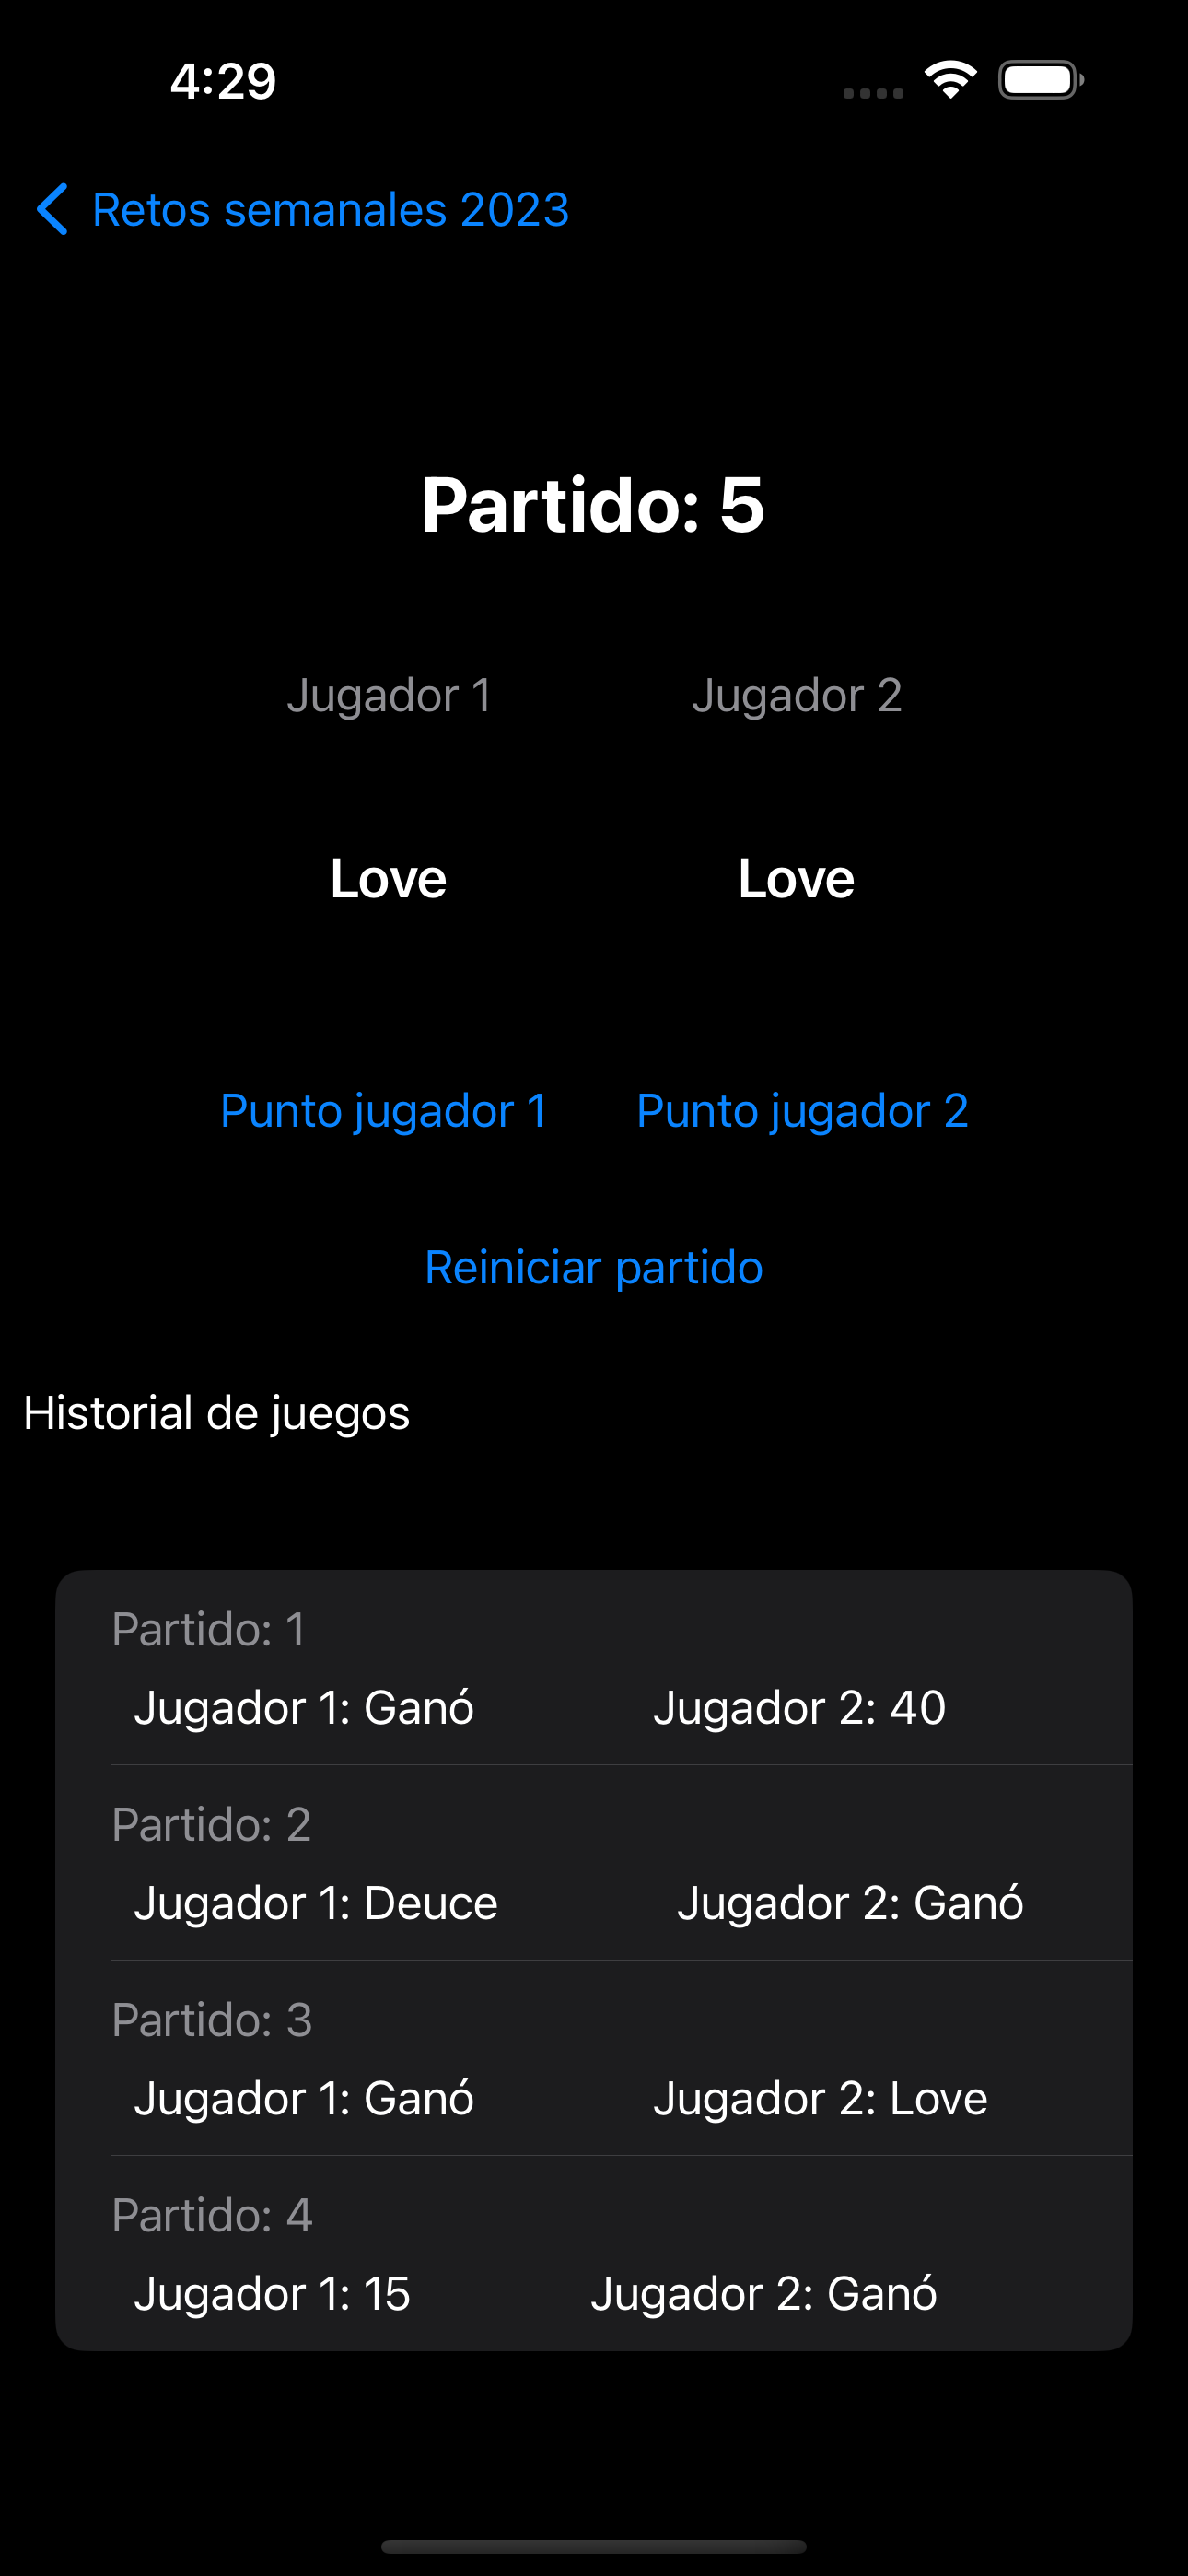 4:29
Retos semanales 2023
Partido: 5
Jugador 1 Jugador 2
Love Love
Punto jugador 1 Punto jugador 2
Reiniciar partido
Historial de juegos
Partido: 1
Jugador 1: Ganó Jugador 2: 40
Partido: 2
Jugador 1: Deuce Jugador 2: Ganó
Partido: 3
Jugador 1: Ganó Jugador 2: Love
Partido: 4
Jugador 1: 15 Jugador 2: Ganó